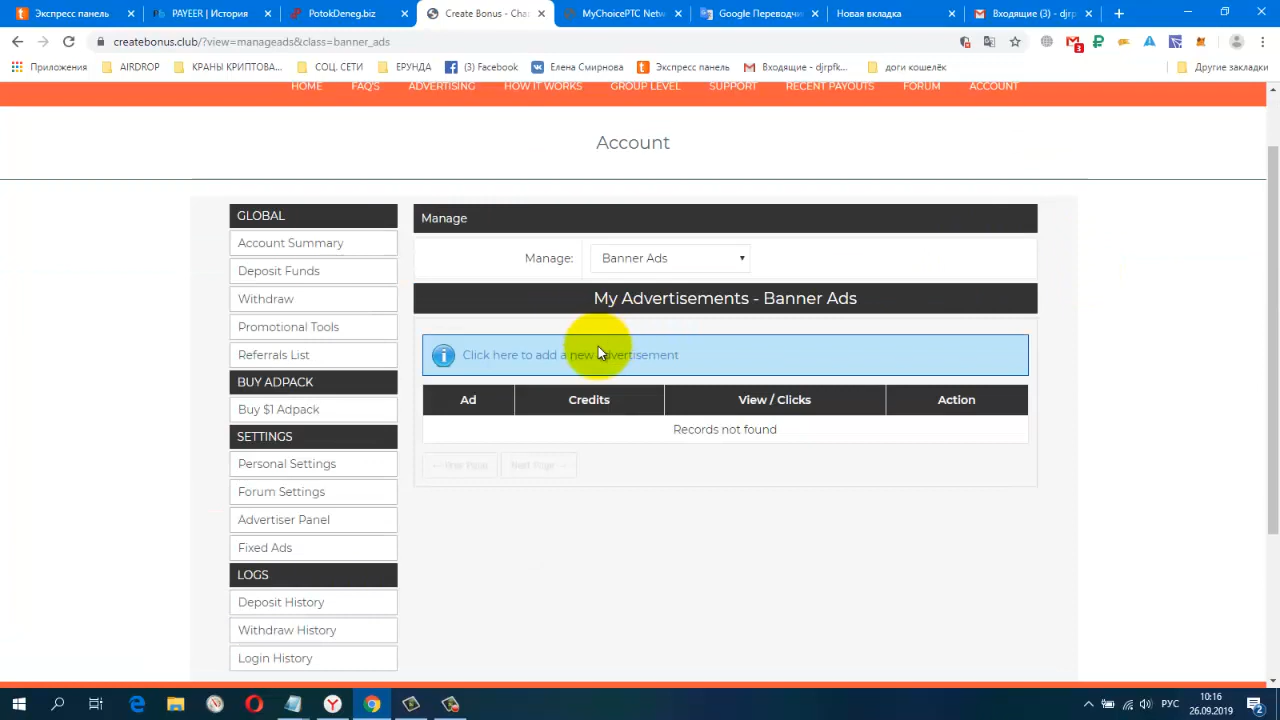 Экспресс панель
PAYEER | История
PotokDeneg.biz
Create Bonus - Cha
MyChoicePTC Netw
Google Переводчи
Новая вкладка
Входящие (3) - djrp
createbonus.club/?view=manageads&class=banner_ads
3
Приложения
AIRDROP
КРАНЫ КРИПТОВА...
СОЦ. СЕТИ
ЕРУНДА
(3) Facebook
Елена Смирнова
Экспресс панель
Входящие - djrpfk...
доги кошелёк
Другие закладки
HOME FAQ'S ADVERTISING HOW IT WORKS GROUP LEVEL SUPPORT RECENT PAYOUTS FORUM ACCOUNT
Account
GLOBAL
Account Summary
Deposit Funds
Withdraw
Promotional Tools
Referrals List
BUY ADPACK
Buy $1 Adpack
SETTINGS
Personal Settings
Forum Settings
Advertiser Panel
Fixed Ads
LOGS
Deposit History
Withdraw History
Login History
Manage
Manage: Banner Ads
My Advertisements - Banner Ads
Click here to add a new advertisement
Ad Credits View / Clicks Action
Records not found
← Prev Page Next Page →
РУС
10:16
26.09.2019
2